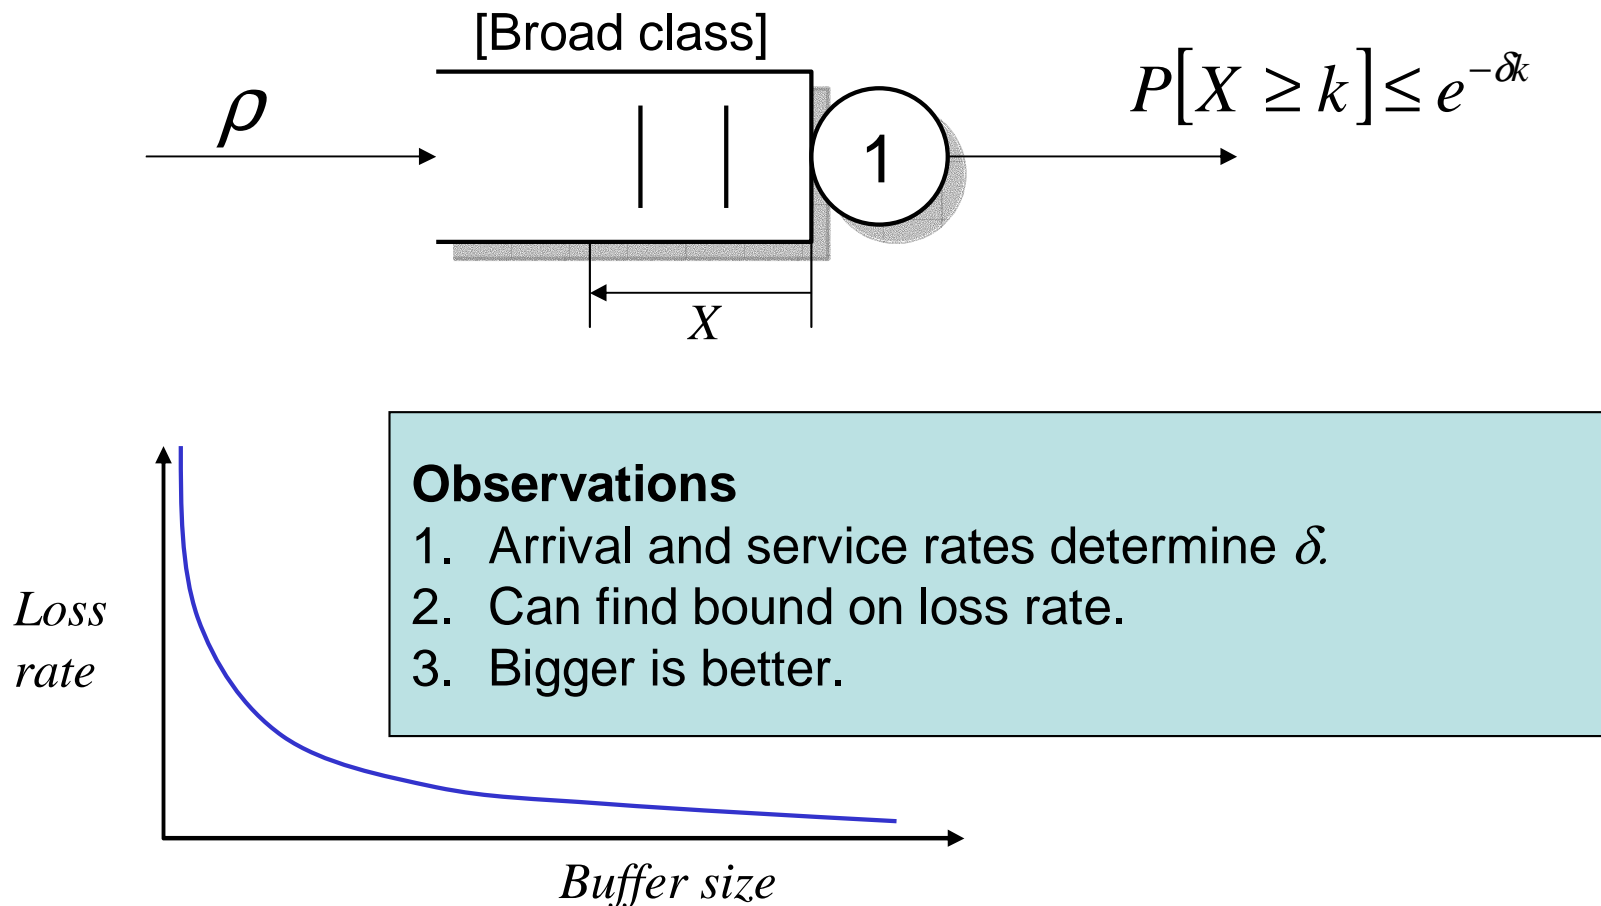 [Broad class]
ρ
P[X ≥ k] ≤ e^{-δk}
1
X
Observations
1. Arrival and service rates determine δ.
2. Can find bound on loss rate.
3. Bigger is better.
Loss
rate
Buffer size